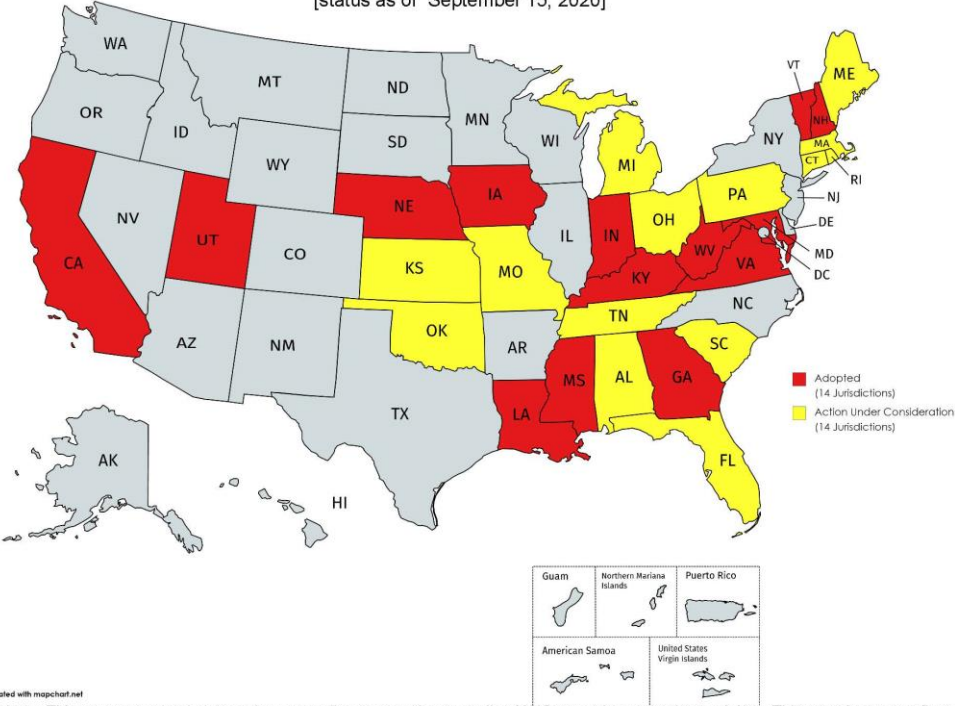 [status as of September 15, 2020]
WA
MT
ND
MN
OR
ID
SD
WI
WY
MI
NY
VT
NH
ME
MA
CT
RI
NJ
DE
MD
DC
PA
NV
UT
CO
NE
IA
IL
IN
OH
WV
VA
CA
KS
MO
KY
NC
TN
AZ
NM
OK
AR
SC
TX
LA
MS
AL
GA
FL
AK
HI
Adopted
(14 Jurisdictions)
Action Under Consideration
(14 Jurisdictions)
Guam
Northern Mariana
Islands
Puerto Rico
American Samoa
United States
Virgin Islands
with mapchart.net